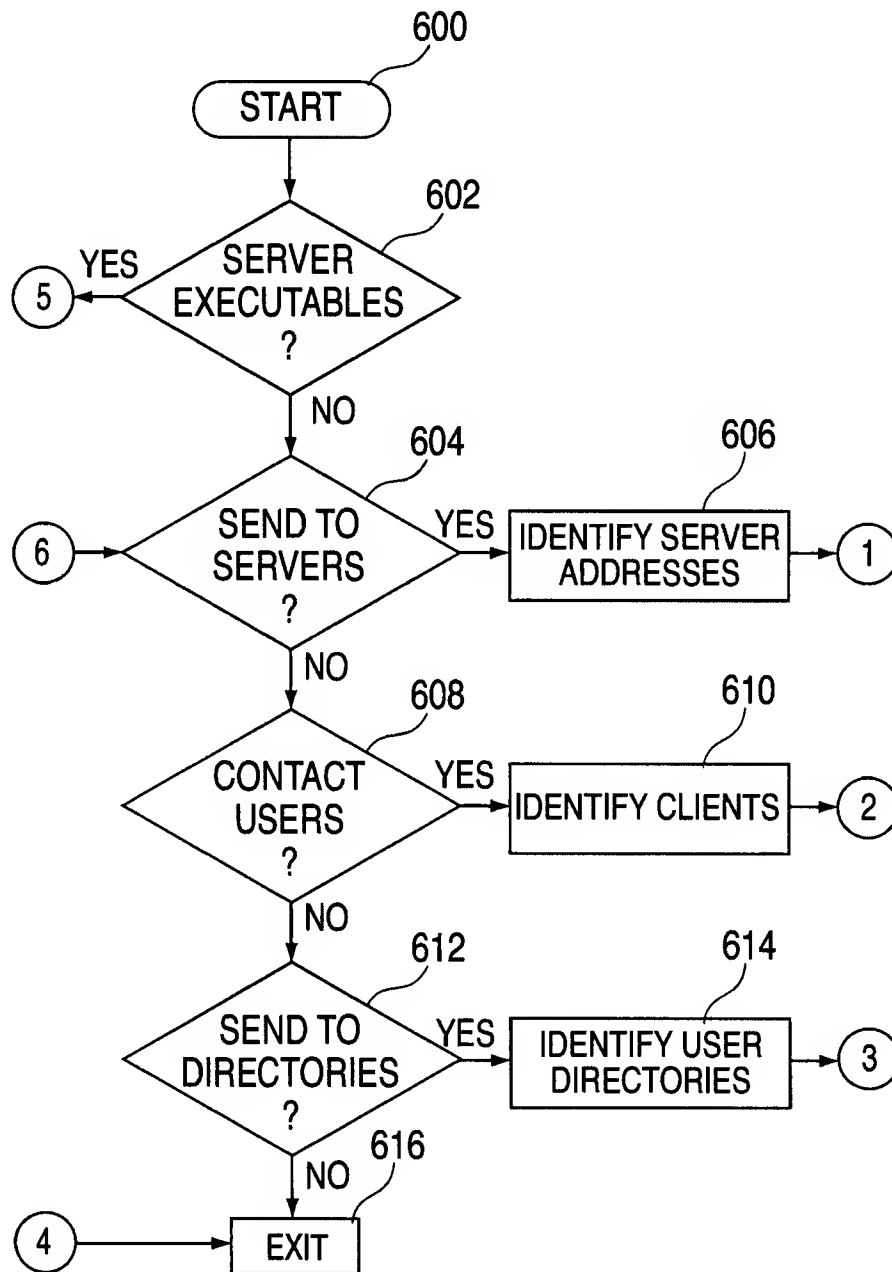 600
START
602
YES
SERVER
EXECUTABLES
?
5
NO
604
606
6
SEND TO
SERVERS
?
YES
IDENTIFY SERVER
ADDRESSES
1
NO
608
610
CONTACT
USERS
?
YES
IDENTIFY CLIENTS
2
NO
612
614
SEND TO
DIRECTORIES
?
YES
IDENTIFY USER
DIRECTORIES
3
NO
616
4
EXIT